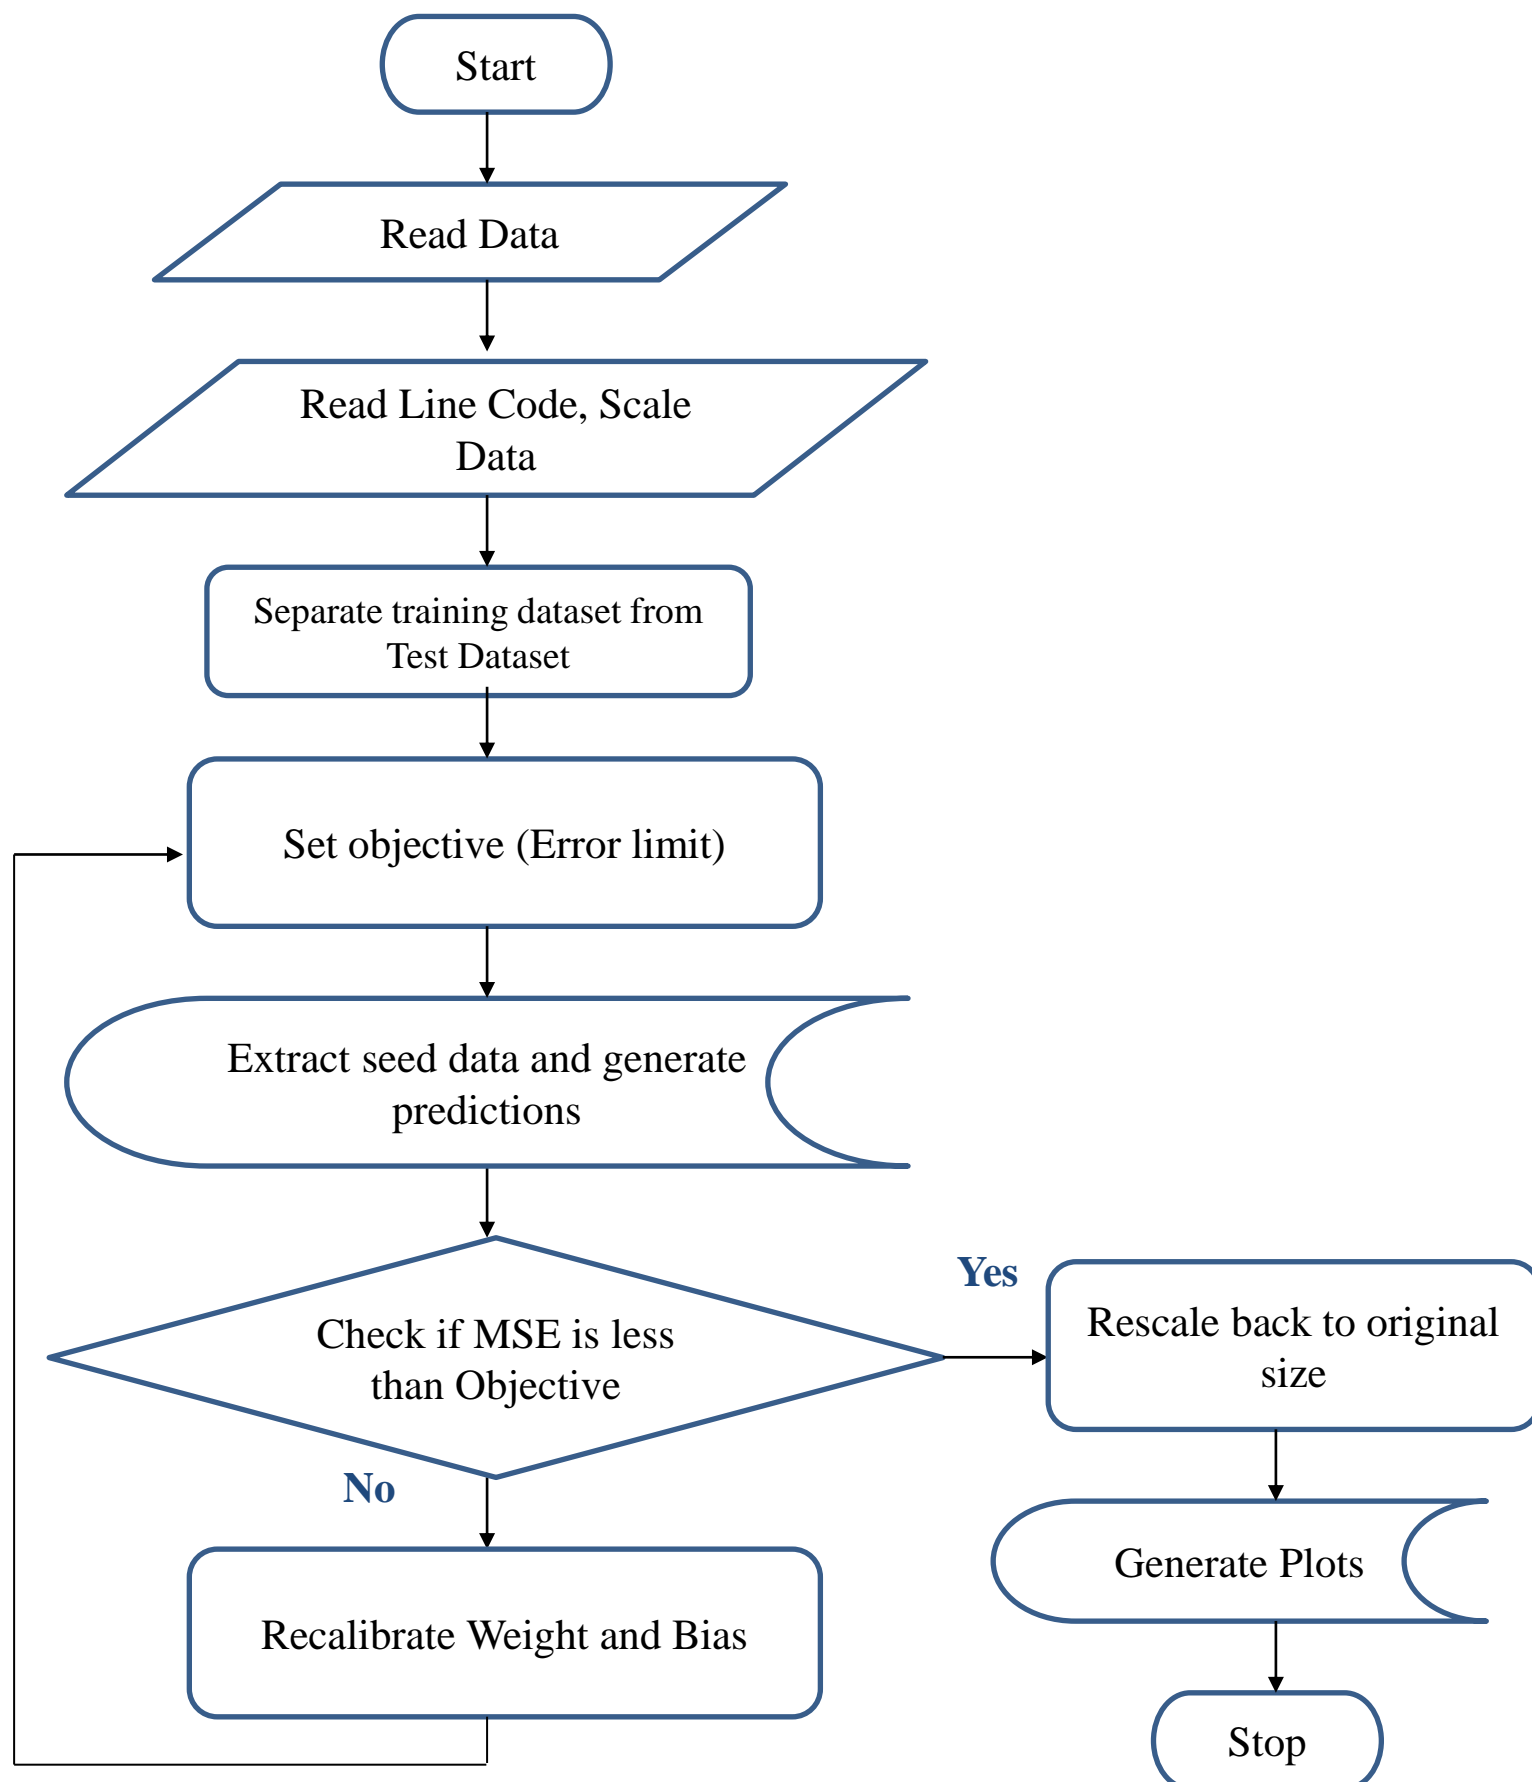 Start
Read Data
Read Line Code, Scale
Data
Separate training dataset from
Test Dataset
Set objective (Error limit)
Extract seed data and generate
predictions
Check if MSE is less
than Objective
Yes
Rescale back to original
size
No
Generate Plots
Recalibrate Weight and Bias
Stop